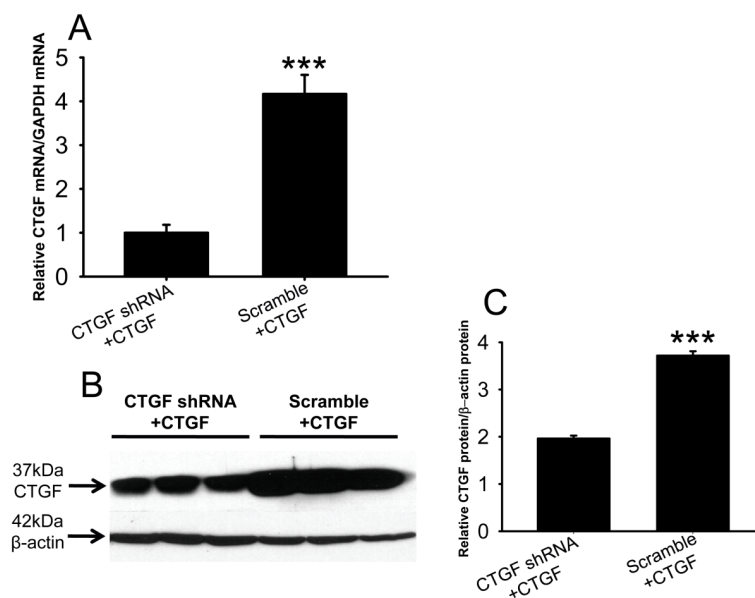 A
Relative CTGF mRNA/GAPDH mRNA
5
4
3
2
1
0
***
CTGF shRNA
+CTGF
Scramble
+CTGF
B
CTGF shRNA
+CTGF
Scramble
+CTGF
37kDa
CTGF
42kDa
β-actin
C
Relative CTGF protein/β–actin protein
4
3
2
1
0
***
CTGF shRNA
+CTGF
Scramble
+CTGF